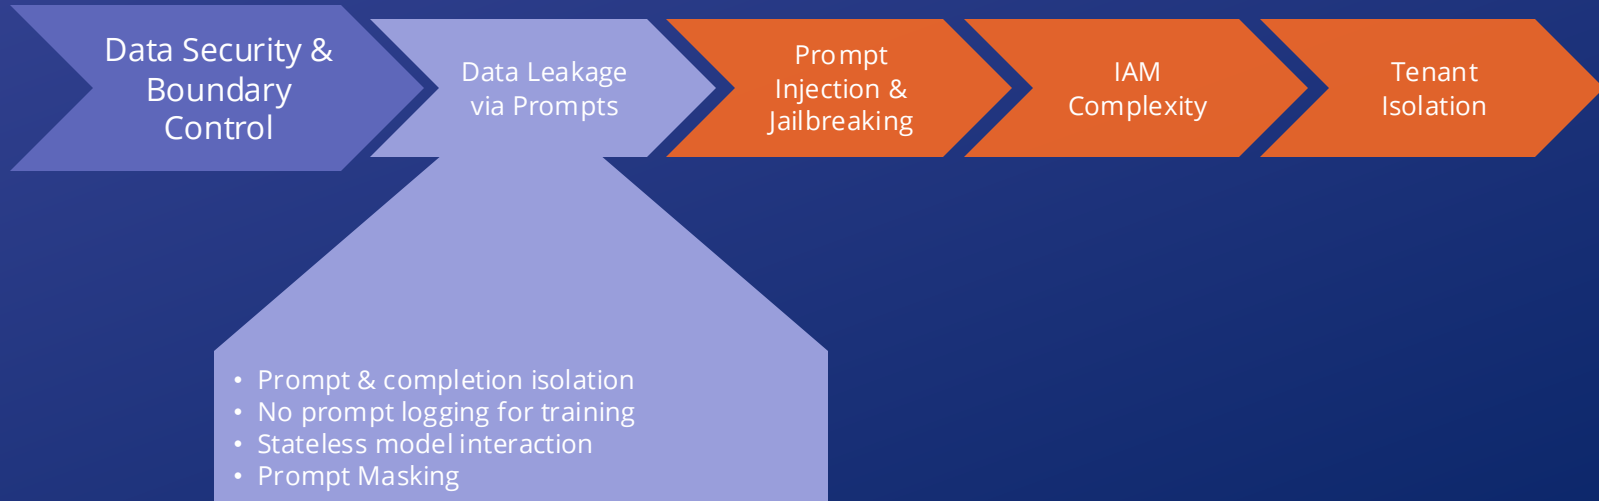 Data Security &
Boundary
Control
Data Leakage
via Prompts
Prompt
Injection &
Jailbreaking
IAM
Complexity
Tenant
Isolation
• Prompt & completion isolation
• No prompt logging for training
• Stateless model interaction
• Prompt Masking